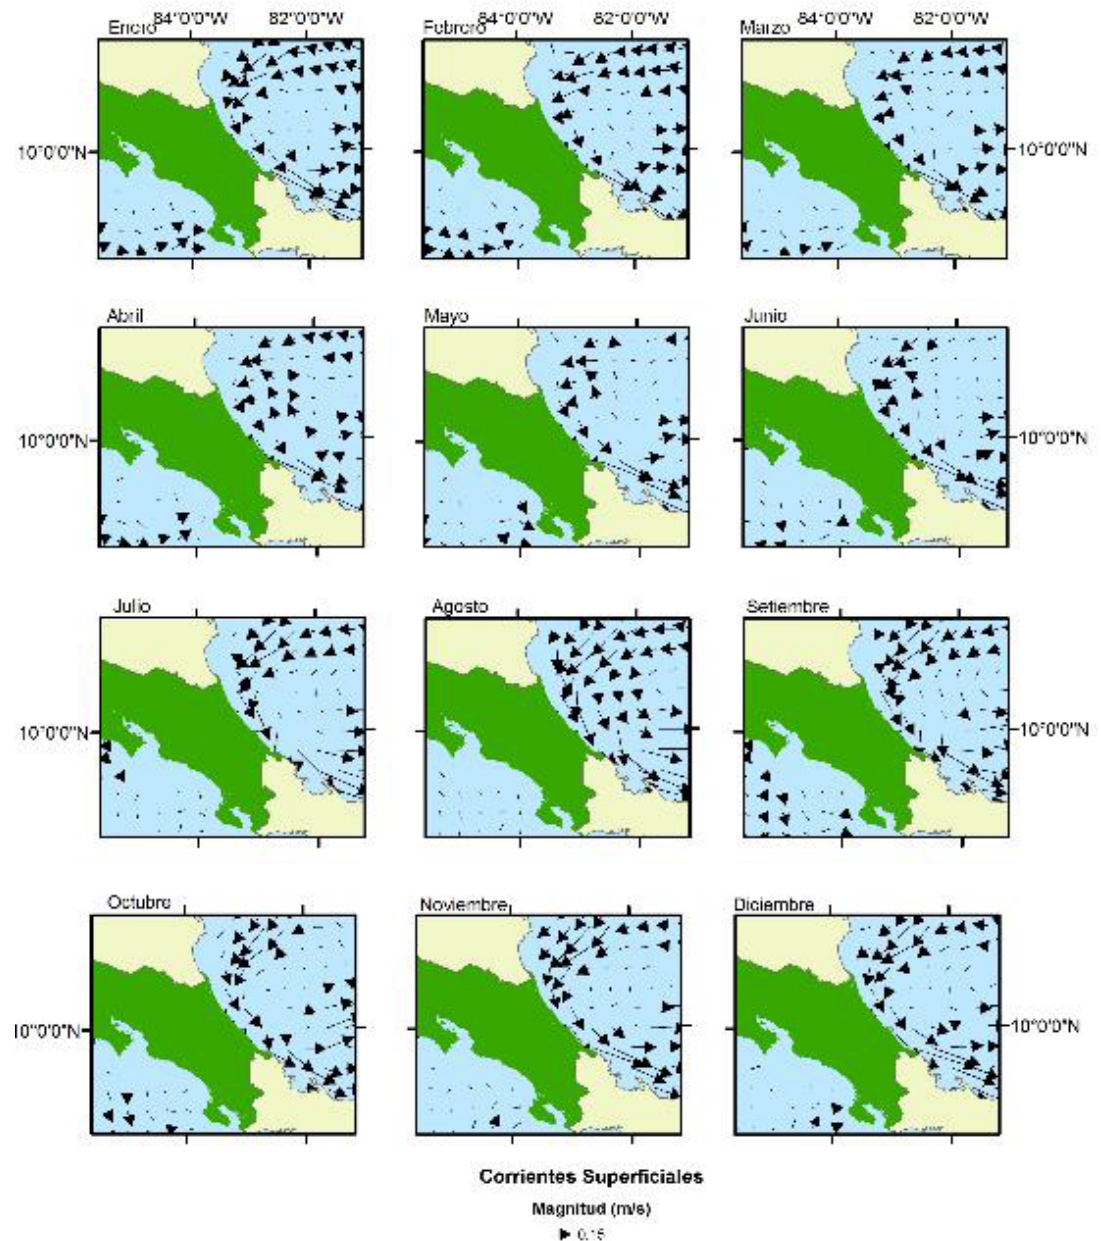 84°0'0"W 82°0'0"W 84°0'0"W 82°0'0"W 84°0'0"W 82°0'0"W
Enero Febrero Marzo
10°0'0"N 10°0'0"N
Abril Mayo Junio
10°0'0"N 10°0'0"N
Julio Agosto Setiembre
10°0'0"N 10°0'0"N
Octubre Noviembre Diciembre
10°0'0"N 10°0'0"N
Corrientes Superficiales
Magnitud (m/s)
0.15